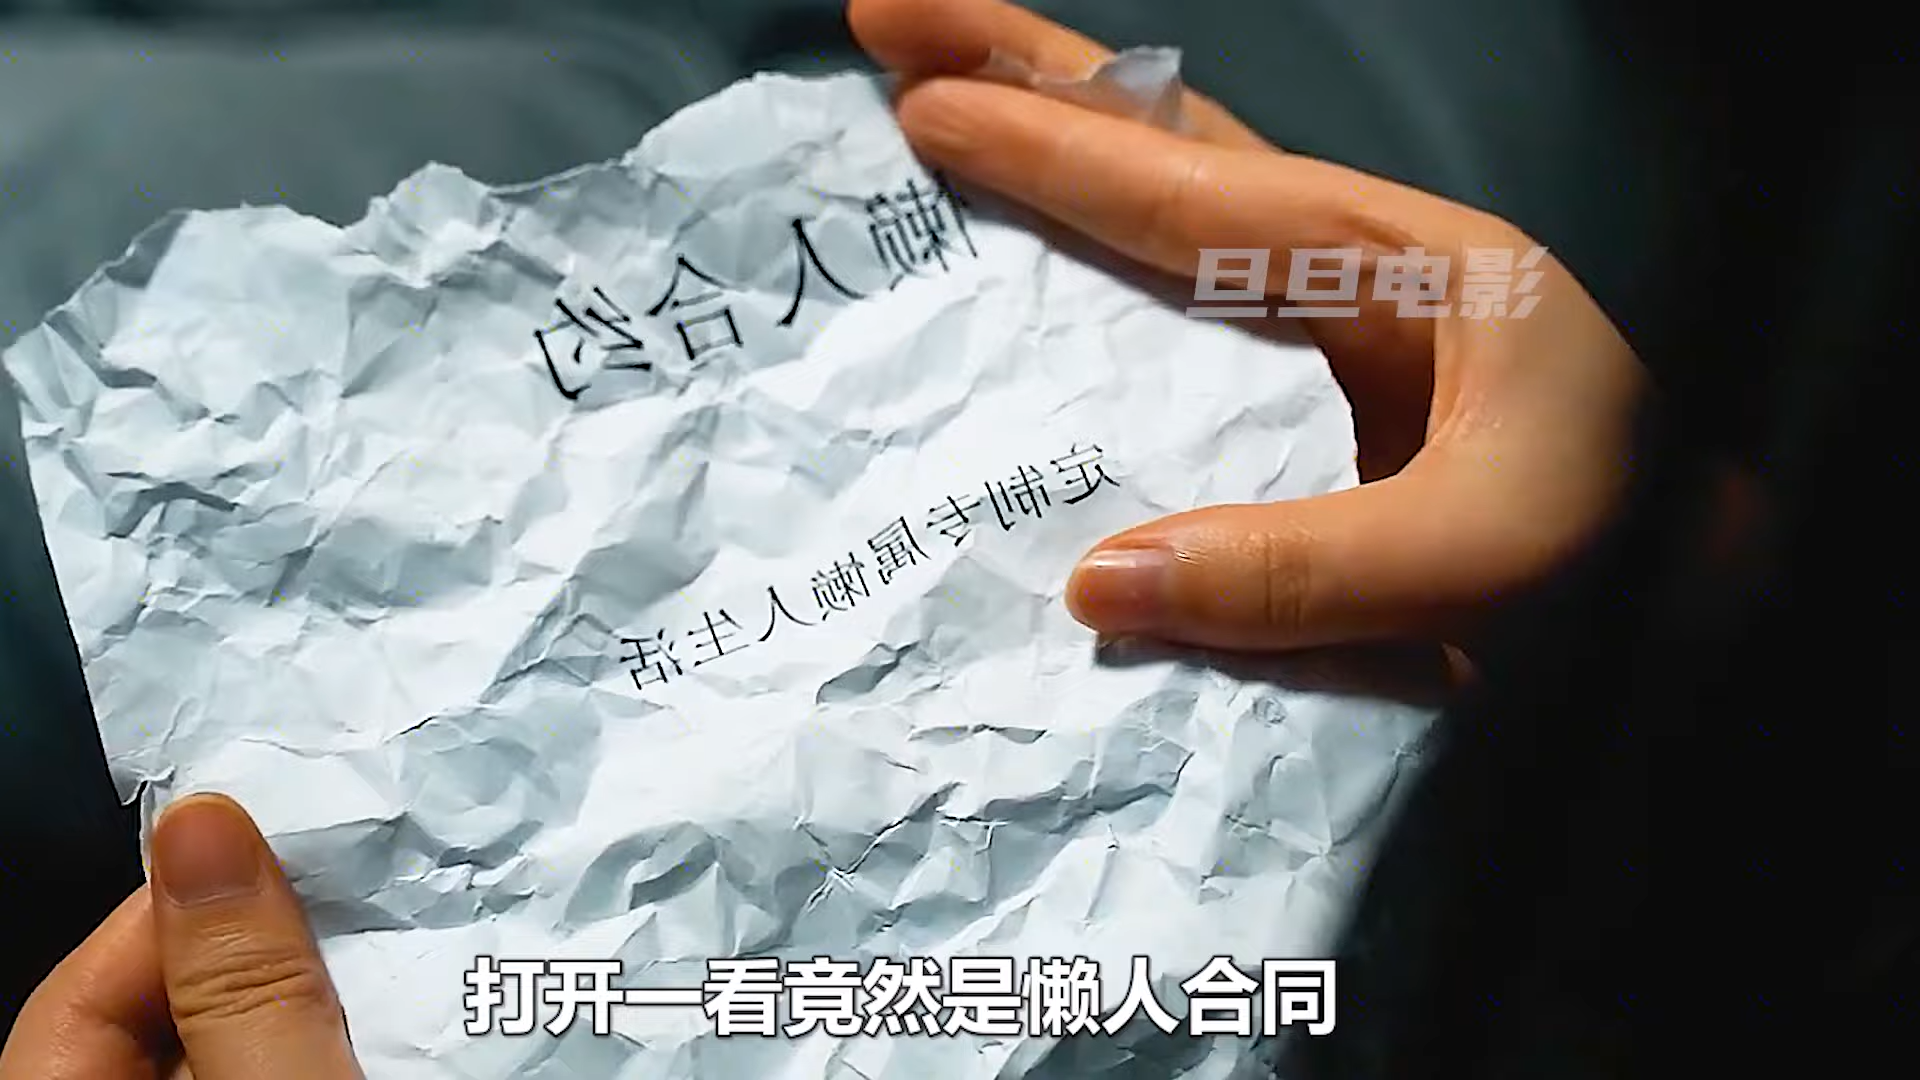 懒人合约
定制专属懒人生活
旦旦电影
打开一看竟然是懒人合同